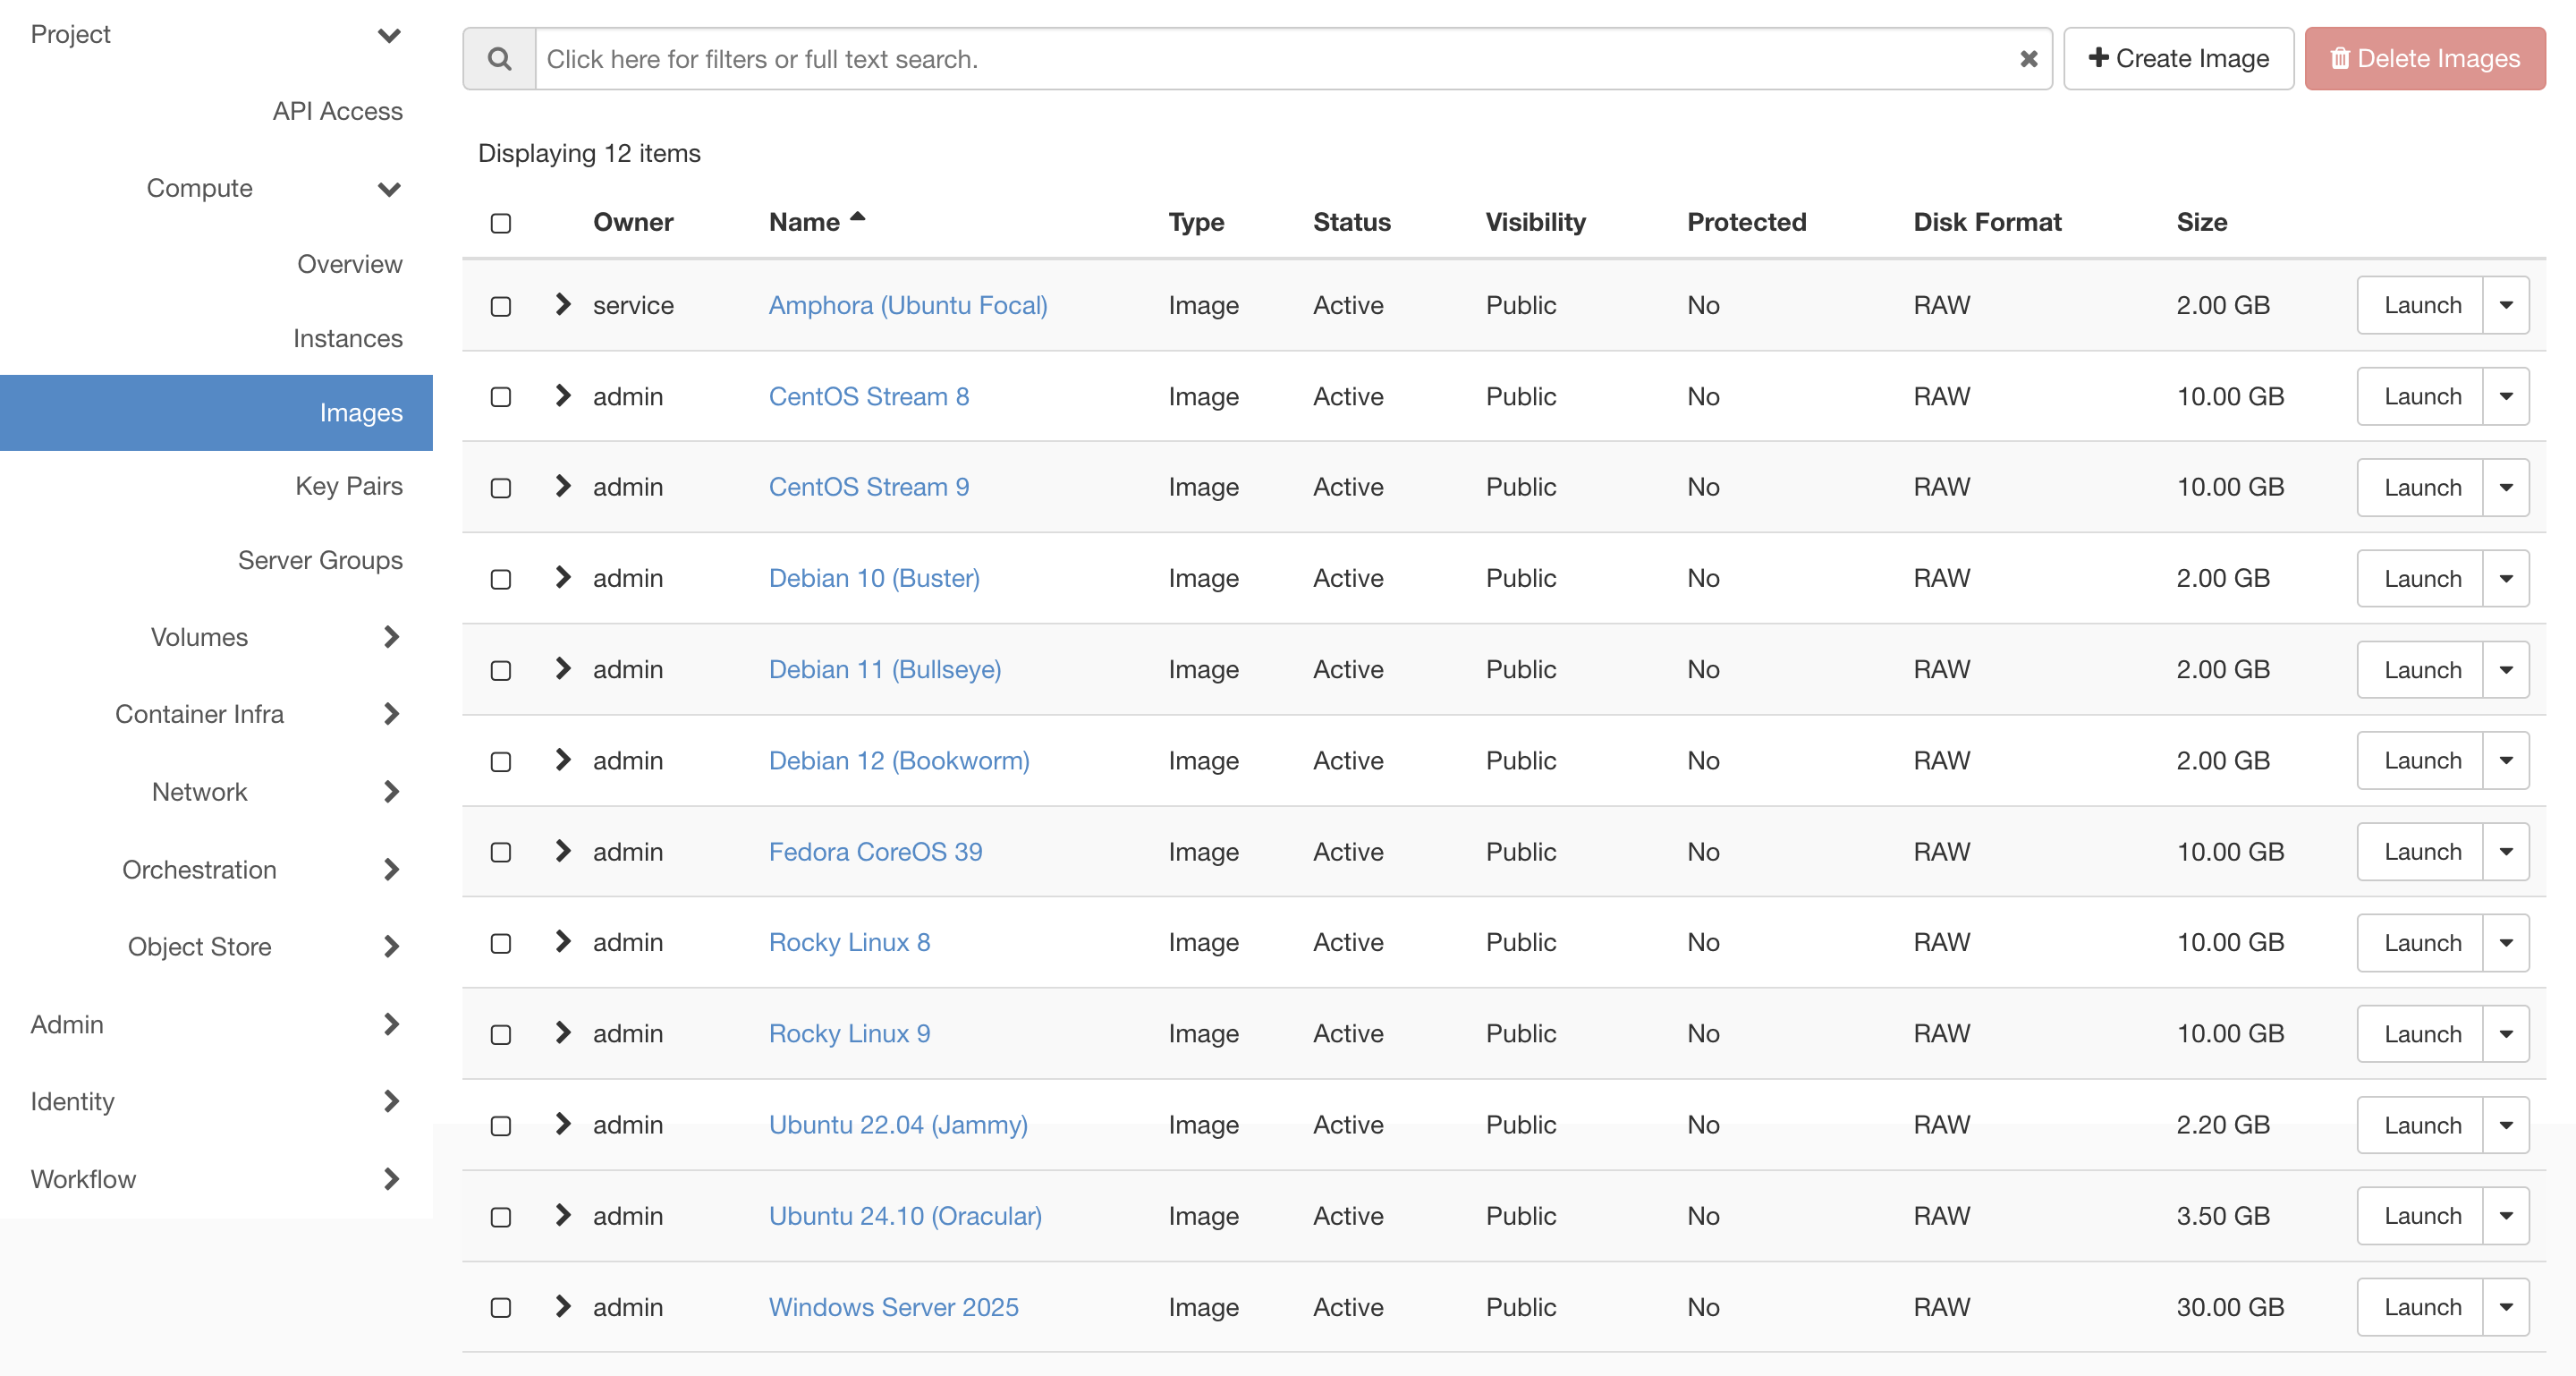 Project
API Access
Compute
Overview
Instances
Images
Key Pairs
Server Groups
Volumes
Container Infra
Network
Orchestration
Object Store
Admin
Identity
Workflow
Click here for filters or full text search.
Create Image
Delete Images
Displaying 12 items
Owner Name Type Status Visibility Protected Disk Format Size
service Amphora (Ubuntu Focal) Image Active Public No RAW 2.00 GB Launch
admin CentOS Stream 8 Image Active Public No RAW 10.00 GB Launch
admin CentOS Stream 9 Image Active Public No RAW 10.00 GB Launch
admin Debian 10 (Buster) Image Active Public No RAW 2.00 GB Launch
admin Debian 11 (Bullseye) Image Active Public No RAW 2.00 GB Launch
admin Debian 12 (Bookworm) Image Active Public No RAW 2.00 GB Launch
admin Fedora CoreOS 39 Image Active Public No RAW 10.00 GB Launch
admin Rocky Linux 8 Image Active Public No RAW 10.00 GB Launch
admin Rocky Linux 9 Image Active Public No RAW 10.00 GB Launch
admin Ubuntu 22.04 (Jammy) Image Active Public No RAW 2.20 GB Launch
admin Ubuntu 24.10 (Oracular) Image Active Public No RAW 3.50 GB Launch
admin Windows Server 2025 Image Active Public No RAW 30.00 GB Launch